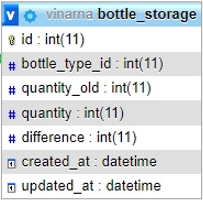 v vinarna bottle_storage
id : int(11)
# bottle_type_id : int(11)
# quantity_old : int(11)
# quantity : int(11)
# difference : int(11)
created_at : datetime
updated_at : datetime